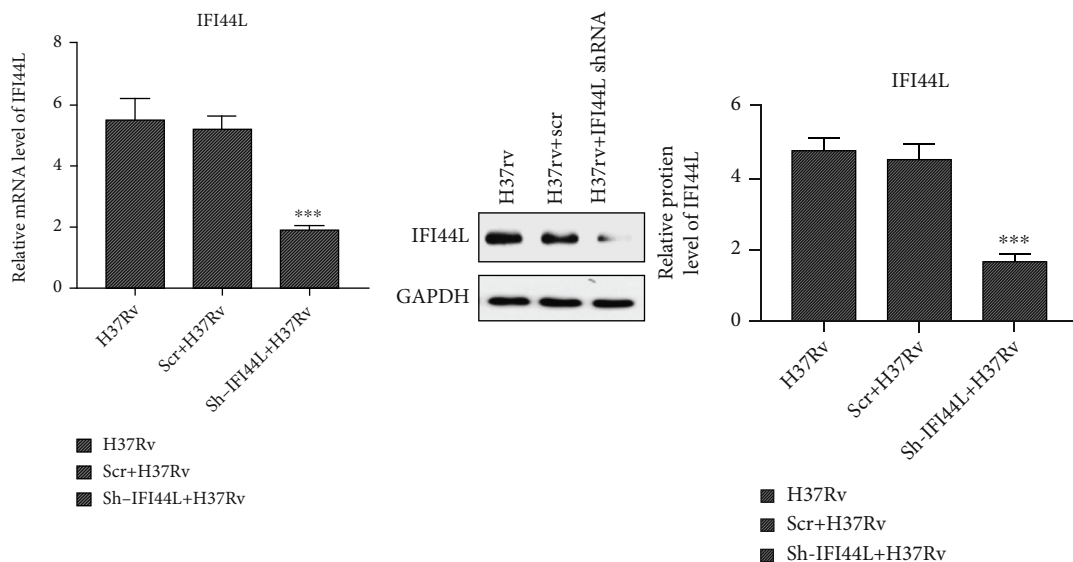 IFI44L
Relative mRNA level of IFI44L
8
6
4
2
0
***
H37Rv
Scr+H37Rv
Sh–IFI44L+H37Rv
H37Rv
Scr+H37Rv
Sh–IFI44L+H37Rv
H37rv
H37rv+scr
H37rv+IFI44L shRNA
IFI44L
GAPDH
IFI44L
Relative protien
level of IFI44L
6
4
2
0
***
H37Rv
Scr+H37Rv
Sh-IFI44L+H37Rv
H37Rv
Scr+H37Rv
Sh-IFI44L+H37Rv